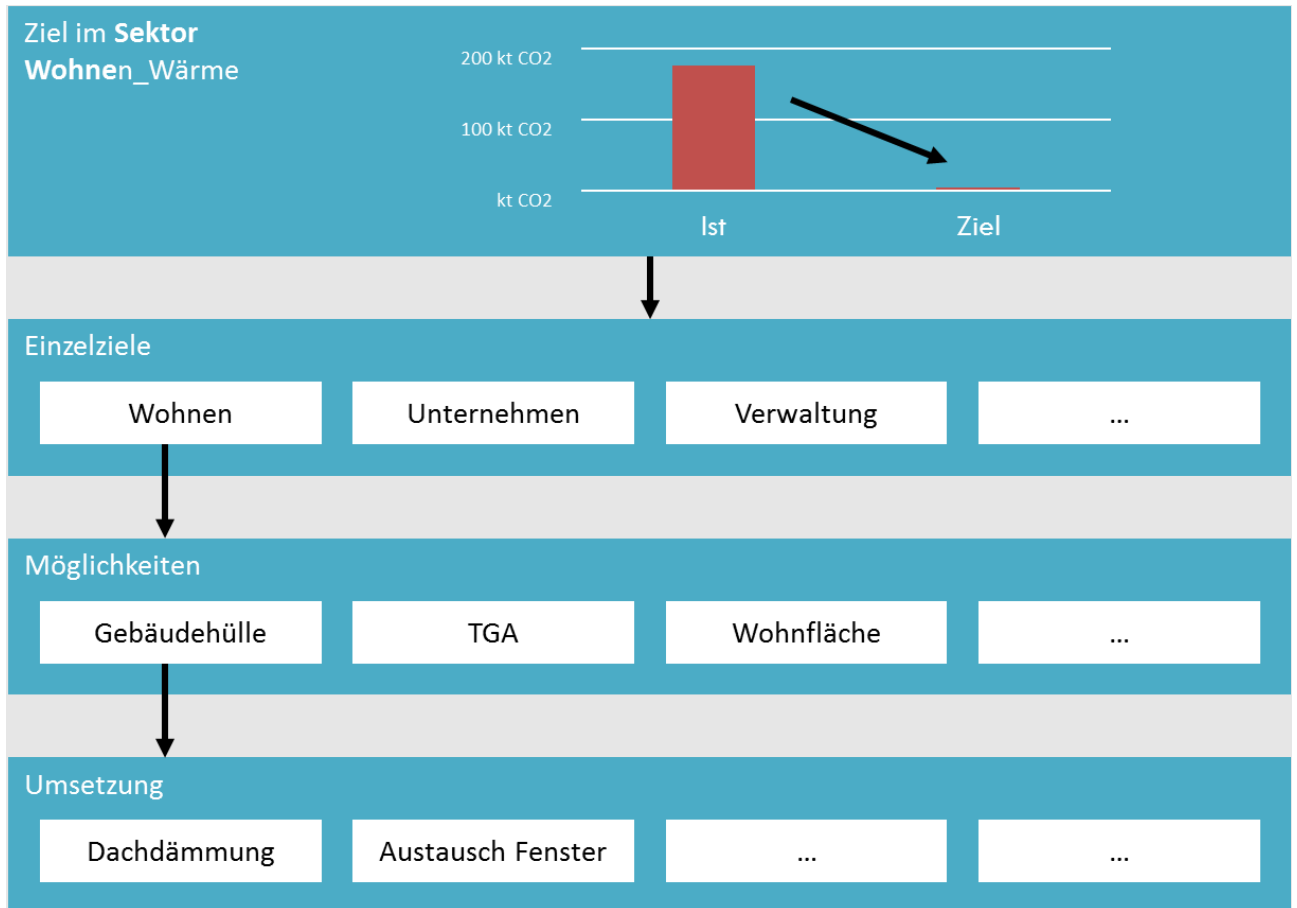 Ziel im Sektor
Wohnen_Wärme
200 kt CO2
100 kt CO2
kt CO2
Ist
Ziel
Einzelziele
Wohnen
Unternehmen
Verwaltung
...
Möglichkeiten
Gebäudehülle
TGA
Wohnfläche
...
Umsetzung
Dachdämmung
Austausch Fenster
...
...